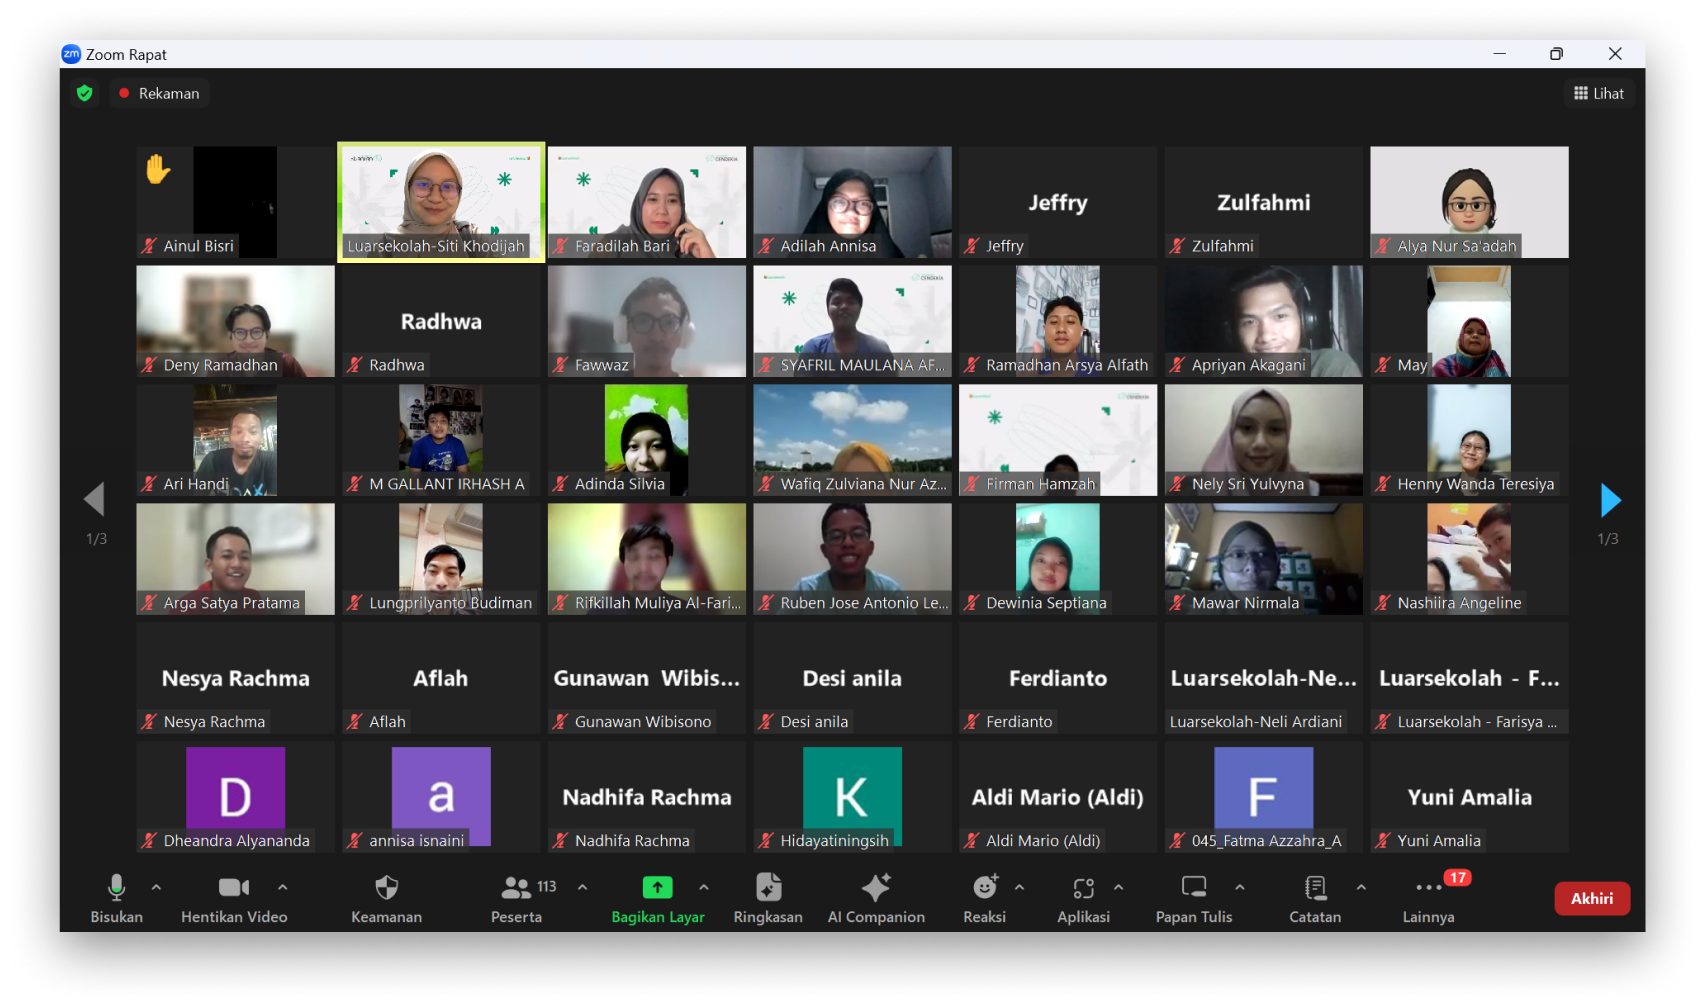 zm Zoom Rapat
Rekaman
Lihat
Ainul Bisri
Luarsekolah-Siti Khodijah
CENDEKIA
Faradilah Bari
Adilah Annisa
Jeffry
Jeffry
Zulfahmi
Zulfahmi
Alya Nur Sa'adah
Deny Ramadhan
Radhwa
Radhwa
Fawwaz
CENDEKIA
SYAFRIL MAULANA AF...
Ramadhan Arsya Alfath
Apriyan Akagani
May
Ari Handi
M GALLANT IRHASH A
Adinda Silvia
Wafiq Zulviana Nur Az...
CENDEKIA
Firman Hamzah
Nely Sri Yulvyna
Henny Wanda Teresiya
1/3
1/3
Arga Satya Pratama
Lungprilyanto Budiman
Rifkillah Muliya Al-Fari...
Ruben Jose Antonio Le...
Dewinia Septiana
Mawar Nirmala
Nashiira Angeline
Nesya Rachma
Nesya Rachma
Aflah
Aflah
Gunawan Wibis...
Gunawan Wibisono
Desi anila
Desi anila
Ferdianto
Ferdianto
Luarsekolah-Ne...
Luarsekolah-Neli Ardiani
Luarsekolah - F...
Luarsekolah - Farisya ...
D
Dheandra Alyananda
a
annisa isnaini
Nadhifa Rachma
Nadhifa Rachma
K
Hidayatiningsih
Aldi Mario (Aldi)
Aldi Mario (Aldi)
F
045_Fatma Azzahra_A
Yuni Amalia
Yuni Amalia
Bisukan
Hentikan Video
Keamanan
113
Peserta
Bagikan Layar
Ringkasan
AI Companion
Reaksi
Aplikasi
Papan Tulis
Catatan
17
Lainnya
Akhiri